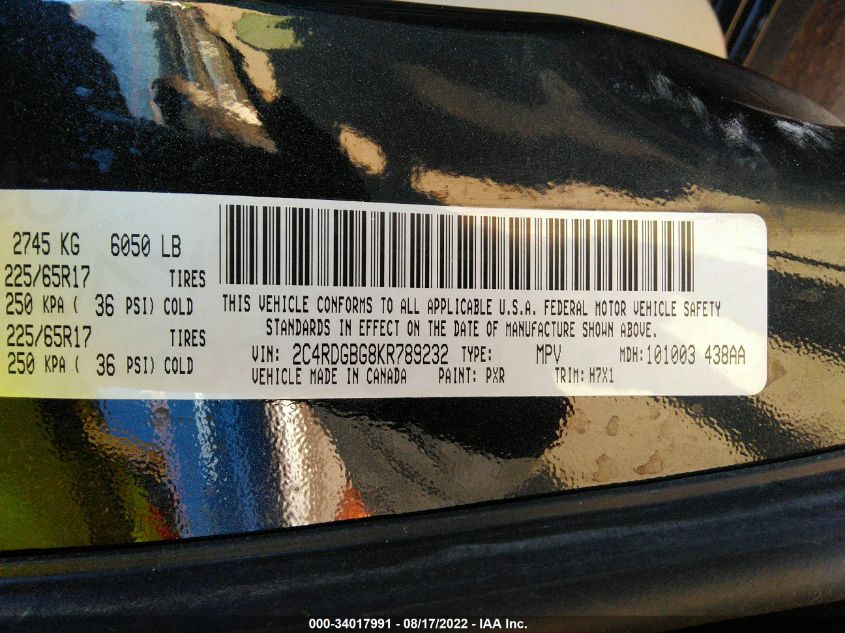 2745 KG 6050 LB
225/65R17 TIRES
250 KPA ( 36 PSI) COLD
225/65R17 TIRES
250 KPA ( 36 PSI) COLD
THIS VEHICLE CONFORMS TO ALL APPLICABLE U.S.A. FEDERAL MOTOR VEHICLE SAFETY
STANDARDS IN EFFECT ON THE DATE OF MANUFACTURE SHOWN ABOVE.
VIN: 2C4RDGBG8KR789232 TYPE: MPV MDH: 101003 438AA
VEHICLE MADE IN CANADA PAINT: PXR TRIM: H7X1
000-34017991 - 08/17/2022 - IAA Inc.